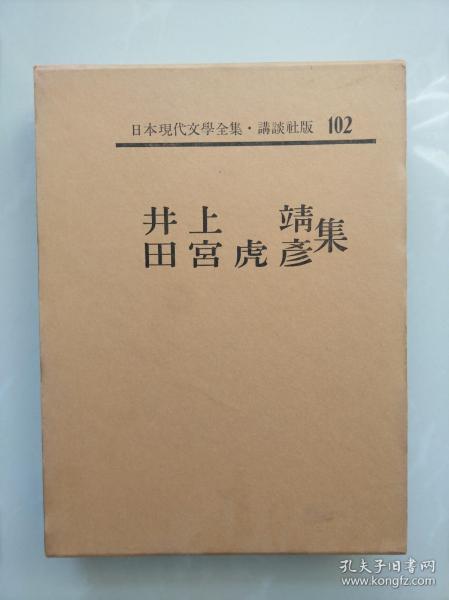 日本現代文學全集・講談社版 102
井上 靖
田宮虎彥集
孔夫子旧书网
www.kongfz.com